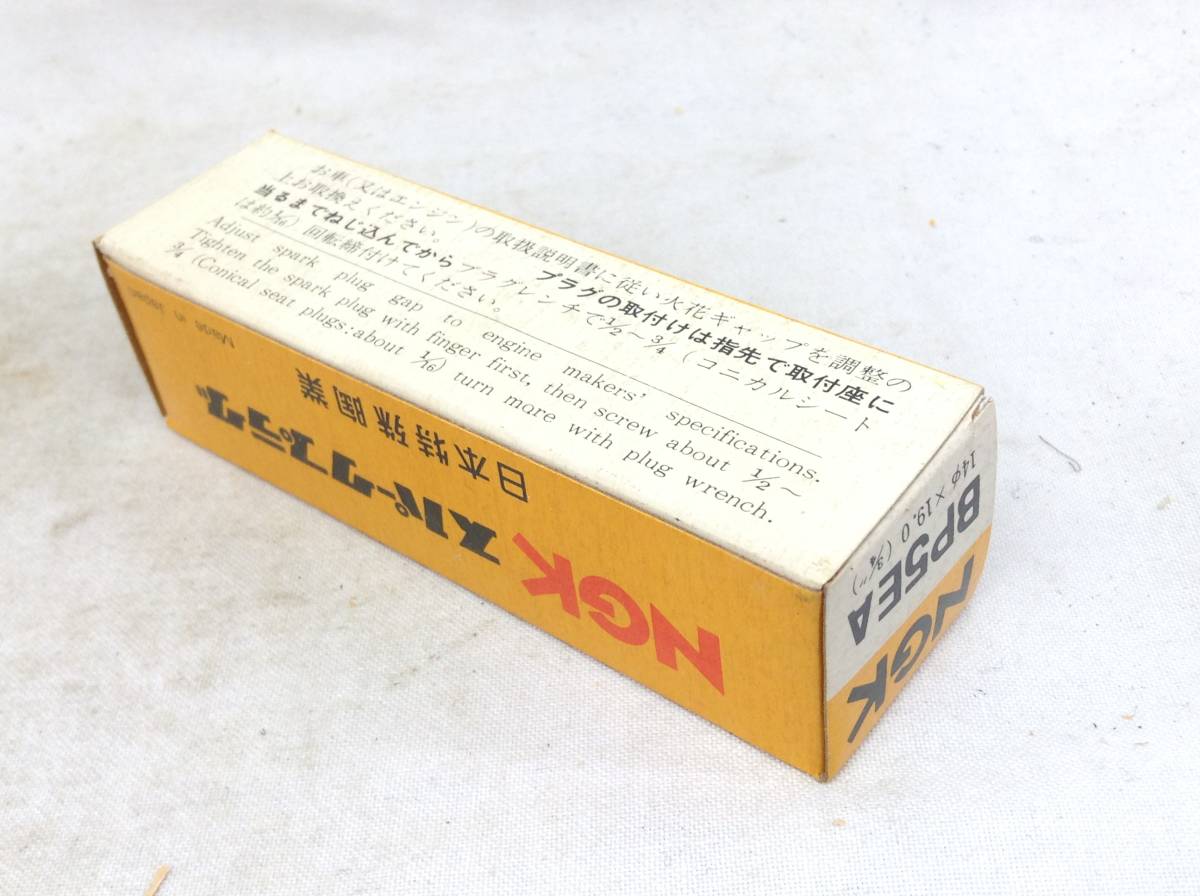 お車(又はエンジン)の取扱説明書に従い火花ギャップを調整の
上お取換えください。 プラグの取付けは指先で取付座に
当るまでねじ込んでからプラグレンチで1/2～3/4 (コニカルシート
は約1/16) 回転締付けてください。
Adjust spark plug gap to engine makers' specifications.
Tighten the spark plug with finger first, then screw about 1/2～
3/4 (Conical seat plugs: about 1/16) turn more with plug wrench.
NGK スパークプラグ
日本特殊陶業
Made in Japan
NGK
BP5EA
14φ×19.0 (3/4")